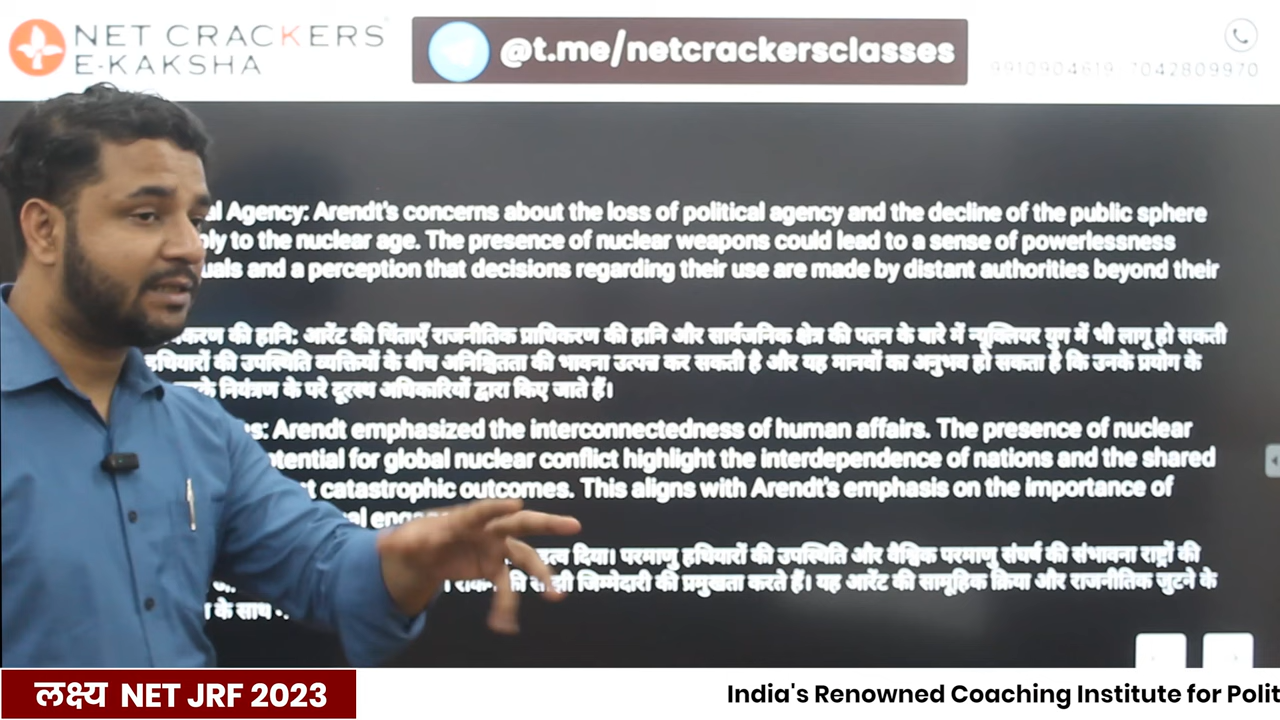 NET CRACKERS
E-KAKSHA
@t.me/netcrackersclasses
9910904619 7042809970
Agency: Arendt's concerns about the loss of political agency and the decline of the public sphere
to the nuclear age. The presence of nuclear weapons could lead to a sense of powerlessness
and a perception that decisions regarding their use are made by distant authorities beyond their
की हानि: आरेंट की चिंताएँ राजनीतिक प्राधिकरण की हानि और सार्वजनिक क्षेत्र की पतन के बारे में न्यूक्लियर युग में भी लागू हो सकती
हथियारों की उपस्थिति व्यक्तियों के बीच अनिश्चितता की भावना उत्पन्न कर सकती है और यह मानवों का अनुभव हो सकता है कि उनके प्रयोग के
नियंत्रण के परे दूरस्थ अधिकारियों द्वारा किए जाते हैं।
Arendt emphasized the interconnectedness of human affairs. The presence of nuclear
for global nuclear conflict highlight the interdependence of nations and the shared
catastrophic outcomes. This aligns with Arendt's emphasis on the importance of
दिया। परमाणु हथियारों की उपस्थिति और वैश्विक परमाणु संघर्ष की संभावना राष्ट्रों की
जिम्मेदारी की प्रमुखता करते हैं। यह आरेंट की सामूहिक क्रिया और राजनीतिक जुटने के
के साथ
लक्ष्य NET JRF 2023
India's Renowned Coaching Institute for Polit